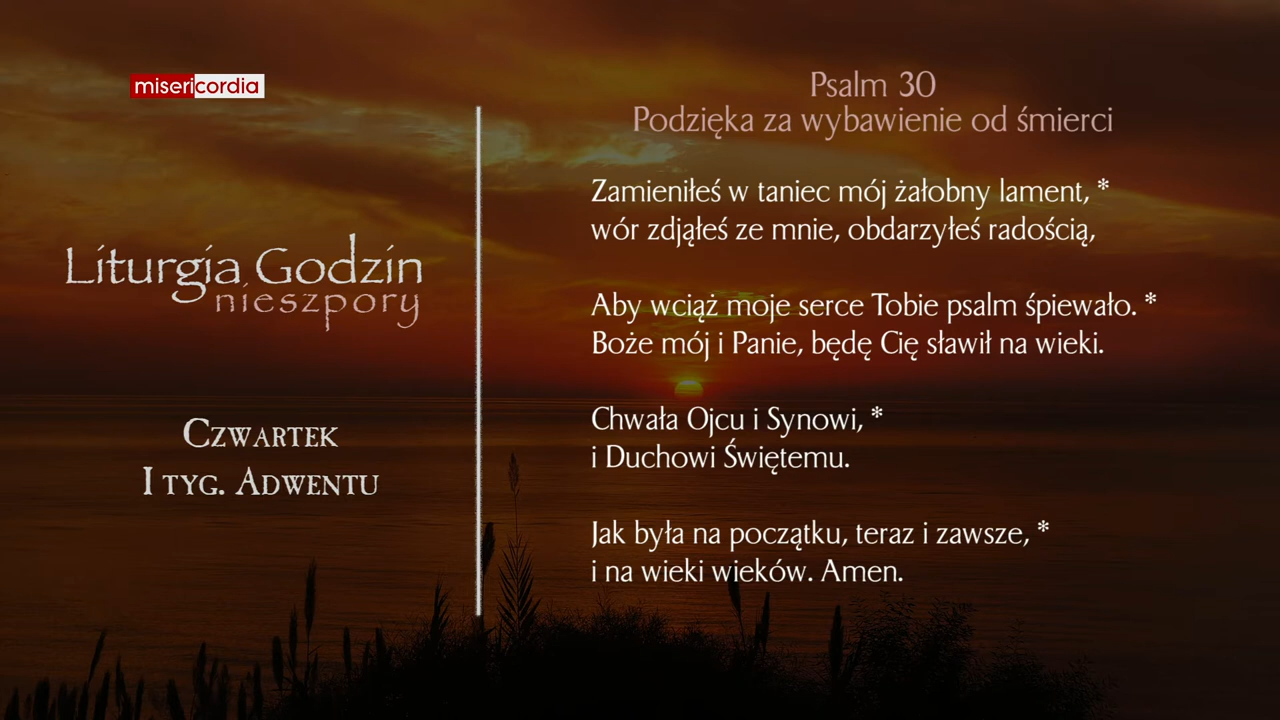 misericordia
Liturgia Godzin
nieszpory
Czwartek
I tyg. Adwentu
Psalm 30
Podzięka za wybawienie od śmierci
Zamieniłeś w taniec mój żałobny lament, *
wór zdjąłeś ze mnie, obdarzyłeś radością,
Aby wciąż moje serce Tobie psalm śpiewało. *
Boże mój i Panie, będę Cię sławił na wieki.
Chwała Ojcu i Synowi, *
i Duchowi Świętemu.
Jak była na początku, teraz i zawsze, *
i na wieki wieków. Amen.